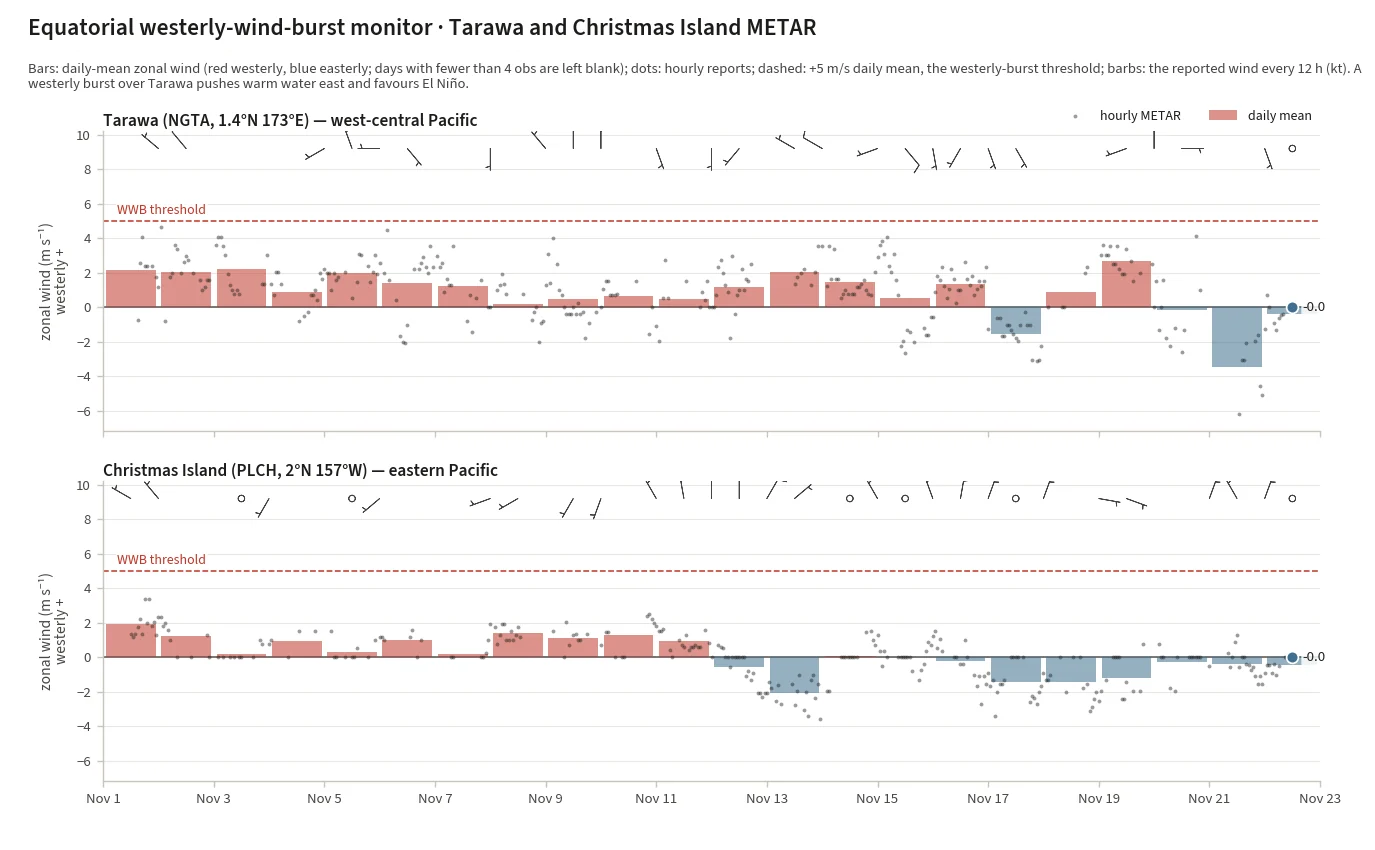 Equatorial westerly-wind-burst monitor · Tarawa and Christmas Island METAR
Bars: daily-mean zonal wind (red westerly, blue easterly; days with fewer than 4 obs are left blank); dots: hourly reports; dashed: +5 m/s daily mean, the westerly-burst threshold; barbs: the reported wind every 12 h (kt). A
westerly burst over Tarawa pushes warm water east and favours El Niño.
Tarawa (NGTA, 1.4°N 173°E) — west-central Pacific
hourly METAR
daily mean
10
8
6
4
2
0
−2
−4
−6
zonal wind (m s⁻¹)
westerly +
WWB threshold
-0.0
Christmas Island (PLCH, 2°N 157°W) — eastern Pacific
10
8
6
4
2
0
−2
−4
−6
zonal wind (m s⁻¹)
westerly +
WWB threshold
-0.0
Nov 1
Nov 3
Nov 5
Nov 7
Nov 9
Nov 11
Nov 13
Nov 15
Nov 17
Nov 19
Nov 21
Nov 23